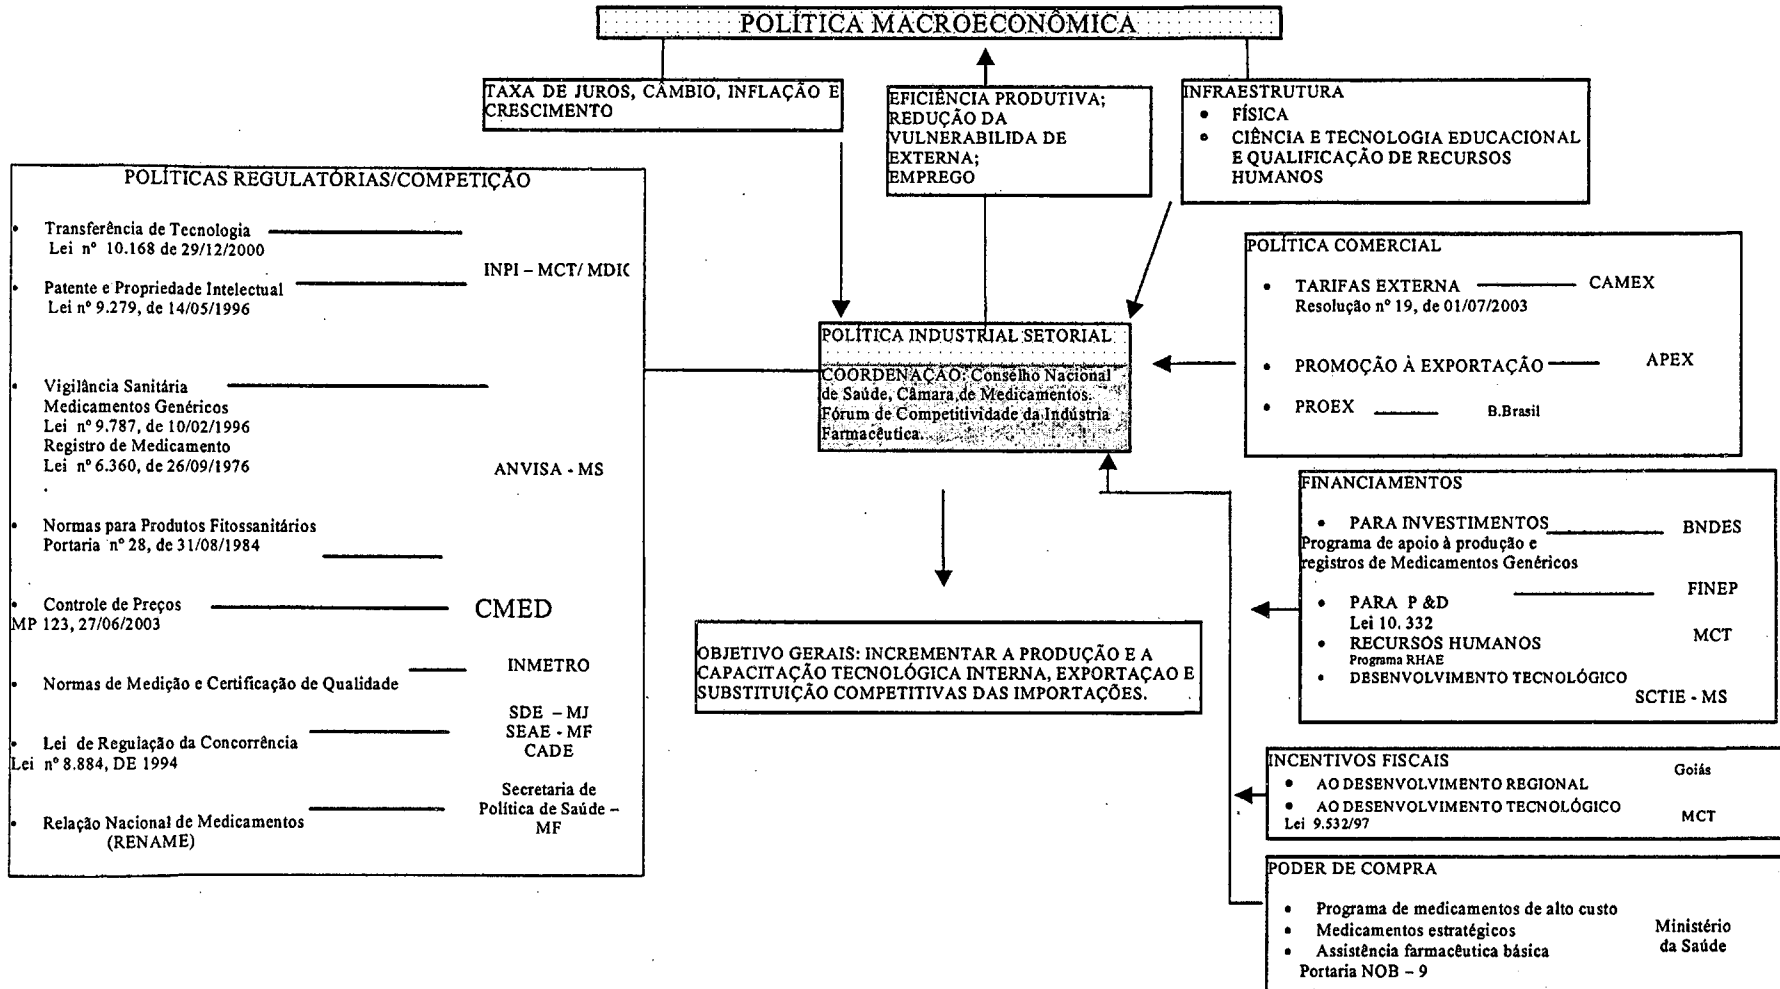 POLÍTICA MACROECONÔMICA
TAXA DE JUROS, CÂMBIO, INFLAÇÃO E
CRESCIMENTO
EFICIÊNCIA PRODUTIVA;
REDUÇÃO DA
VULNERABILIDA DE
EXTERNA;
EMPREGO
INFRAESTRUTURA
• FÍSICA
• CIÊNCIA E TECNOLOGIA EDUCACIONAL
E QUALIFICAÇÃO DE RECURSOS
HUMANOS
POLÍTICAS REGULATÓRIAS/COMPETIÇÃO
• Transferência de Tecnologia
Lei nº 10.168 de 29/12/2000
INPI – MCT/ MDIC
• Patente e Propriedade Intelectual
Lei nº 9.279, de 14/05/1996
• Vigilância Sanitária
Medicamentos Genéricos
Lei nº 9.787, de 10/02/1996
Registro de Medicamento
Lei nº 6.360, de 26/09/1976
ANVISA - MS
• Normas para Produtos Fitossanitários
Portaria nº 28, de 31/08/1984
• Controle de Preços
MP 123, 27/06/2003
CMED
INMETRO
• Normas de Medição e Certificação de Qualidade
SDE – MJ
SEAE - MF
CADE
• Lei de Regulação da Concorrência
Lei nº 8.884, DE 1994
Secretaria de
Política de Saúde –
MF
• Relação Nacional de Medicamentos
(RENAME)
POLÍTICA INDUSTRIAL SETORIAL
COORDENAÇÃO: Conselho Nacional
de Saúde, Câmara de Medicamentos.
Fórum de Competitividade da Indústria
Farmacêutica.
OBJETIVO GERAIS: INCREMENTAR A PRODUÇÃO E A
CAPACITAÇÃO TECNOLÓGICA INTERNA, EXPORTAÇAO E
SUBSTITUIÇÃO COMPETITIVAS DAS IMPORTAÇÕES.
POLÍTICA COMERCIAL
• TARIFAS EXTERNA CAMEX
Resolução nº 19, de 01/07/2003
• PROMOÇÃO À EXPORTAÇÃO APEX
• PROEX B.Brasil
FINANCIAMENTOS
• PARA INVESTIMENTOS BNDES
Programa de apoio à produção e
registros de Medicamentos Genéricos
FINEP
• PARA P &D
Lei 10. 332
• RECURSOS HUMANOS MCT
Programa RHAE
• DESENVOLVIMENTO TECNOLÓGICO
SCTIE - MS
INCENTIVOS FISCAIS
Goiás
• AO DESENVOLVIMENTO REGIONAL
• AO DESENVOLVIMENTO TECNOLÓGICO
Lei 9.532/97
MCT
PODER DE COMPRA
• Programa de medicamentos de alto custo
• Medicamentos estratégicos
• Assistência farmacêutica básica
Portaria NOB – 9
Ministério
da Saúde